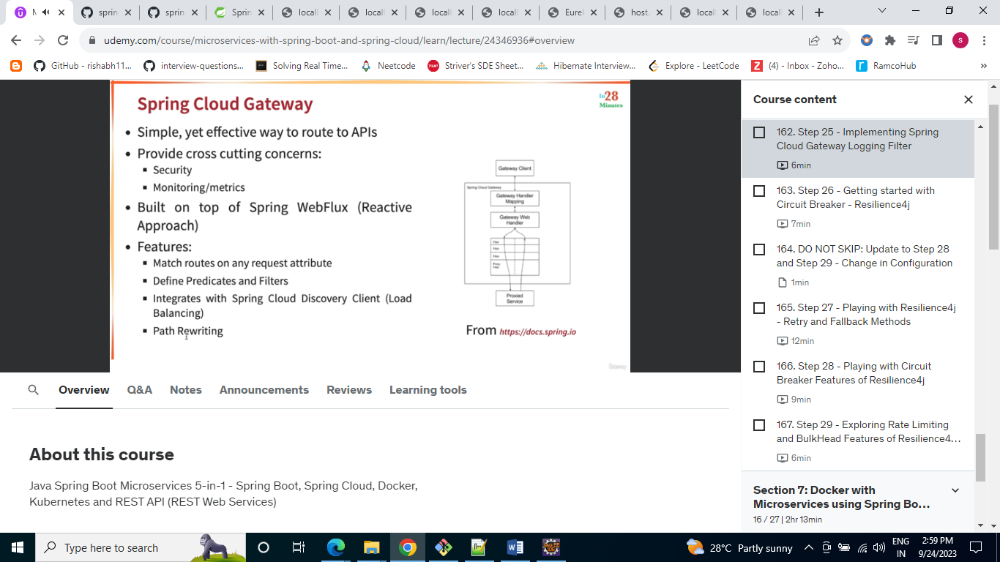 M
sprin
sprin
Sprin
locall
locall
locall
locall
Eurek
host.
locall
locall
udemy.com/course/microservices-with-spring-boot-and-spring-cloud/learn/lecture/24346936#overview
s
GitHub - rishabh11...
interview-questions...
Solving Real Time...
Neetcode
TUF
Striver's SDE Sheet...
Hibernate Interview...
Explore - LeetCode
Z
(4) - Inbox - Zoho...
RamcoHub
»
Spring Cloud Gateway
In28
Minutes
• Simple, yet effective way to route to APIs
• Provide cross cutting concerns:
▪ Security
▪ Monitoring/metrics
• Built on top of Spring WebFlux (Reactive
Approach)
• Features:
▪ Match routes on any request attribute
▪ Define Predicates and Filters
▪ Integrates with Spring Cloud Discovery Client (Load
Balancing)
▪ Path Rewriting
Gateway Client
Spring Cloud Gateway
Gateway Handler
Mapping
Gateway Web
Handler
Filter
Filter
Filter
Proxy
Filter
Proxied
Service
From https://docs.spring.io
Udemy
Course content
162. Step 25 - Implementing Spring
Cloud Gateway Logging Filter
6min
163. Step 26 - Getting started with
Circuit Breaker - Resilience4j
7min
164. DO NOT SKIP: Update to Step 28
and Step 29 - Change in Configuration
1min
165. Step 27 - Playing with Resilience4j
- Retry and Fallback Methods
12min
166. Step 28 - Playing with Circuit
Breaker Features of Resilience4j
9min
167. Step 29 - Exploring Rate Limiting
and BulkHead Features of Resilience4...
6min
Section 7: Docker with
Microservices using Spring Bo...
16 / 27 | 2hr 13min
Overview
Q&A
Notes
Announcements
Reviews
Learning tools
About this course
Java Spring Boot Microservices 5-in-1 - Spring Boot, Spring Cloud, Docker,
Kubernetes and REST API (REST Web Services)
Type here to search
28°C Partly sunny
ENG
IN
2:59 PM
9/24/2023